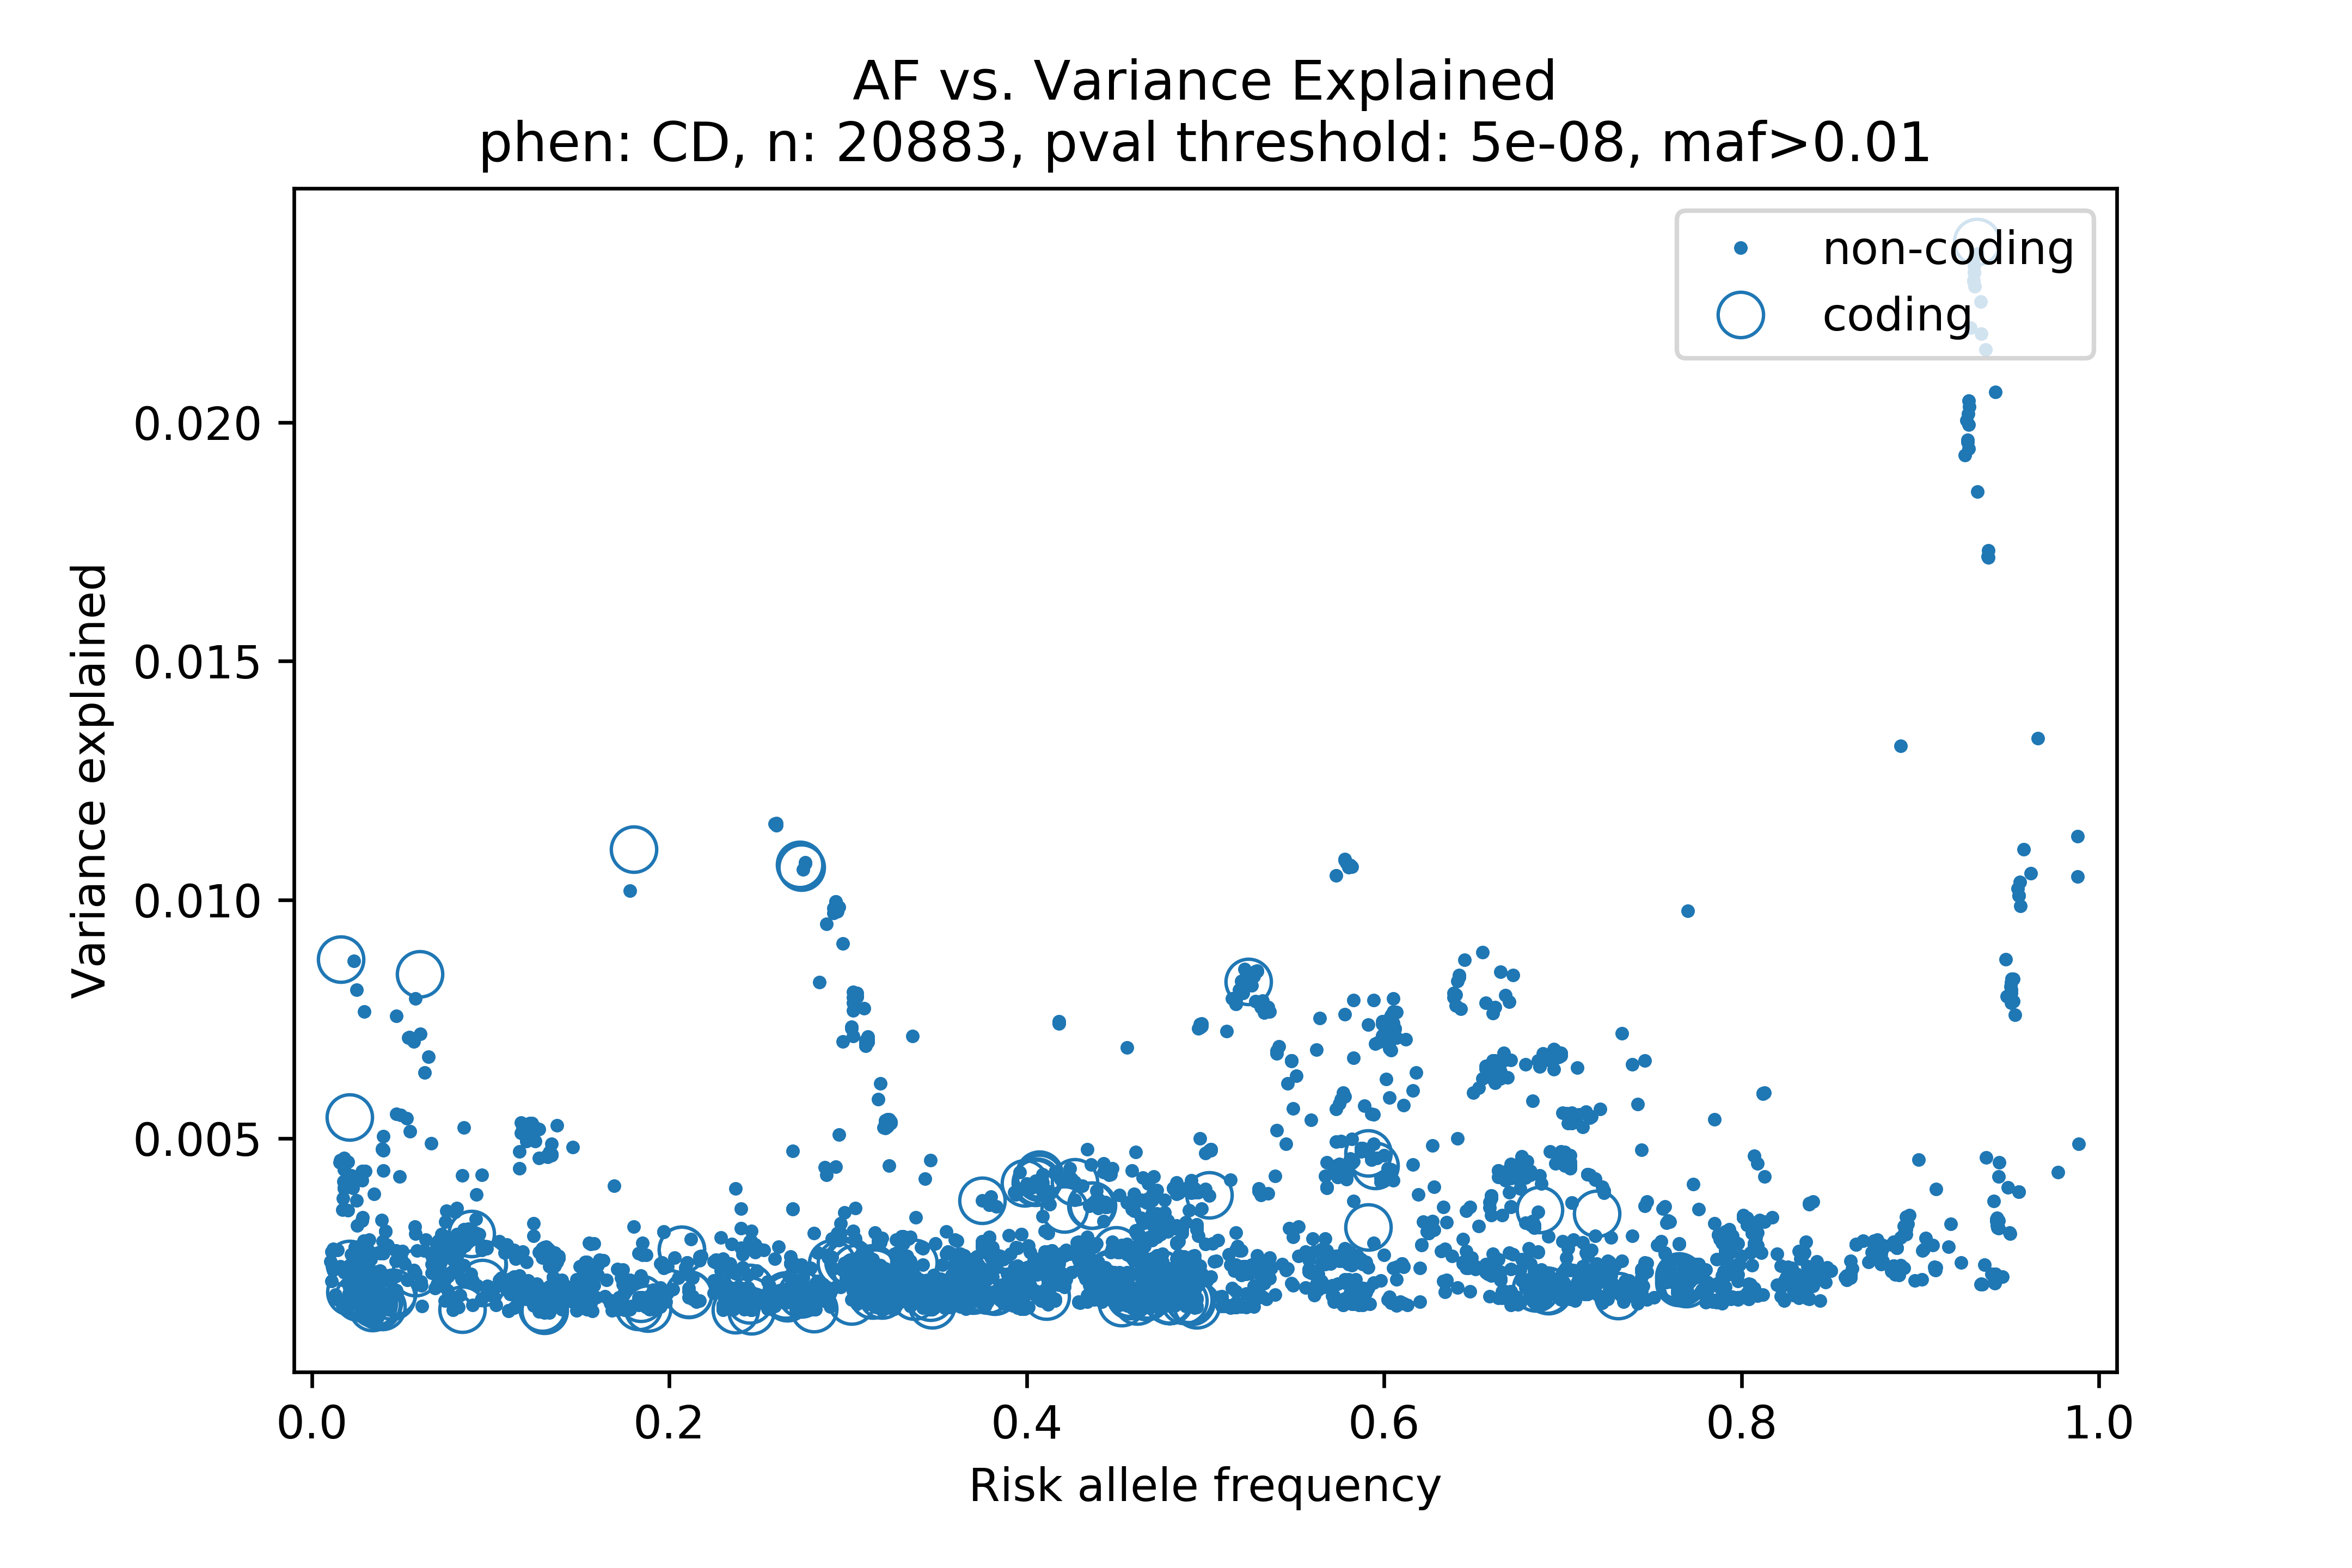 AF vs. Variance Explained
phen: CD, n: 20883, pval threshold: 5e-08, maf>0.01
non-coding
coding
0.020
0.015
0.010
0.005
Variance explained
0.0 0.2 0.4 0.6 0.8 1.0
Risk allele frequency